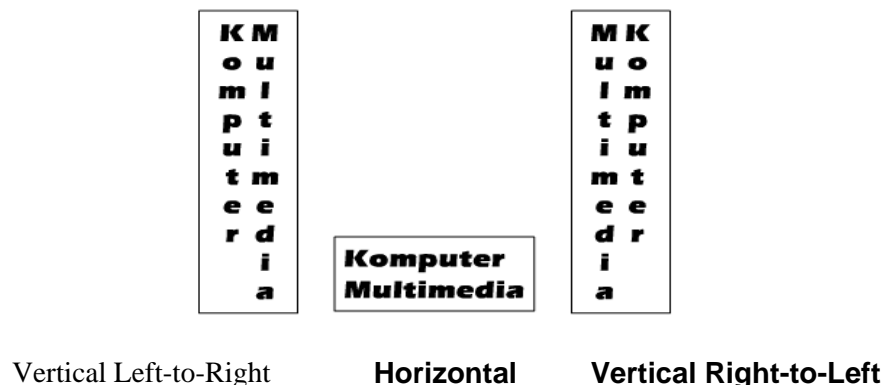 Komputer
Multimedia
Komputer
Multimedia
Komputer
Multimedia
Vertical Left-to-Right
Horizontal
Vertical Right-to-Left